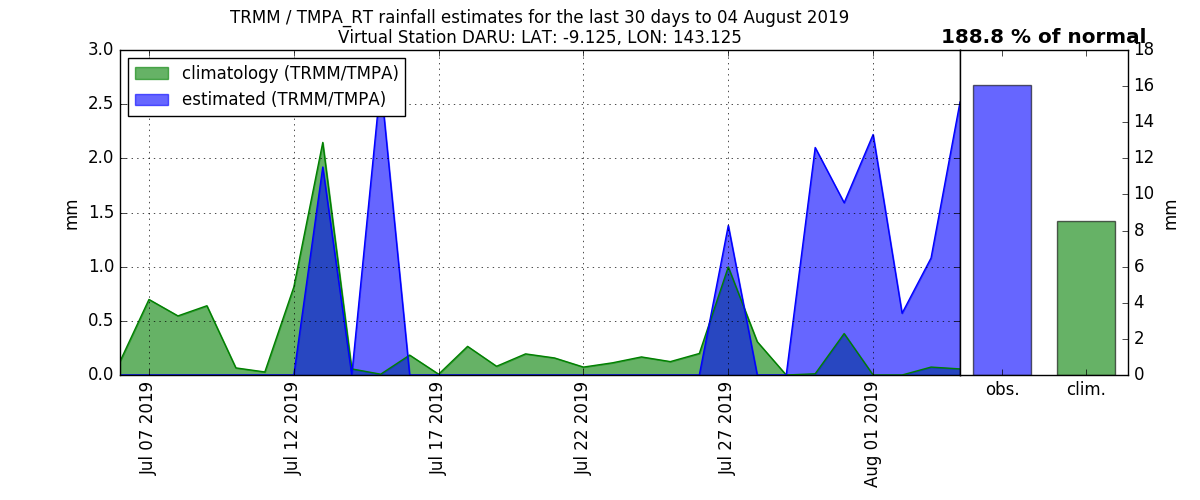 TRMM / TMPA_RT rainfall estimates for the last 30 days to 04 August 2019
Virtual Station DARU: LAT: -9.125, LON: 143.125
188.8 % of normal
climatology (TRMM/TMPA)
estimated (TRMM/TMPA)
3.0
2.5
2.0
1.5
1.0
0.5
0.0
mm
Jul 07 2019
Jul 12 2019
Jul 17 2019
Jul 22 2019
Jul 27 2019
Aug 01 2019
obs.
clim.
18
16
14
12
10
8
6
4
2
0
mm